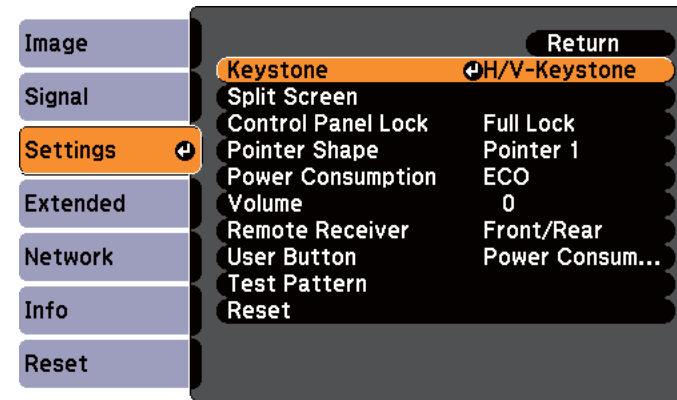 Image
Signal
Settings
Extended
Network
Info
Reset
Return
Keystone H/V-Keystone
Split Screen
Control Panel Lock Full Lock
Pointer Shape Pointer 1
Power Consumption ECO
Volume 0
Remote Receiver Front/Rear
User Button Power Consum...
Test Pattern
Reset